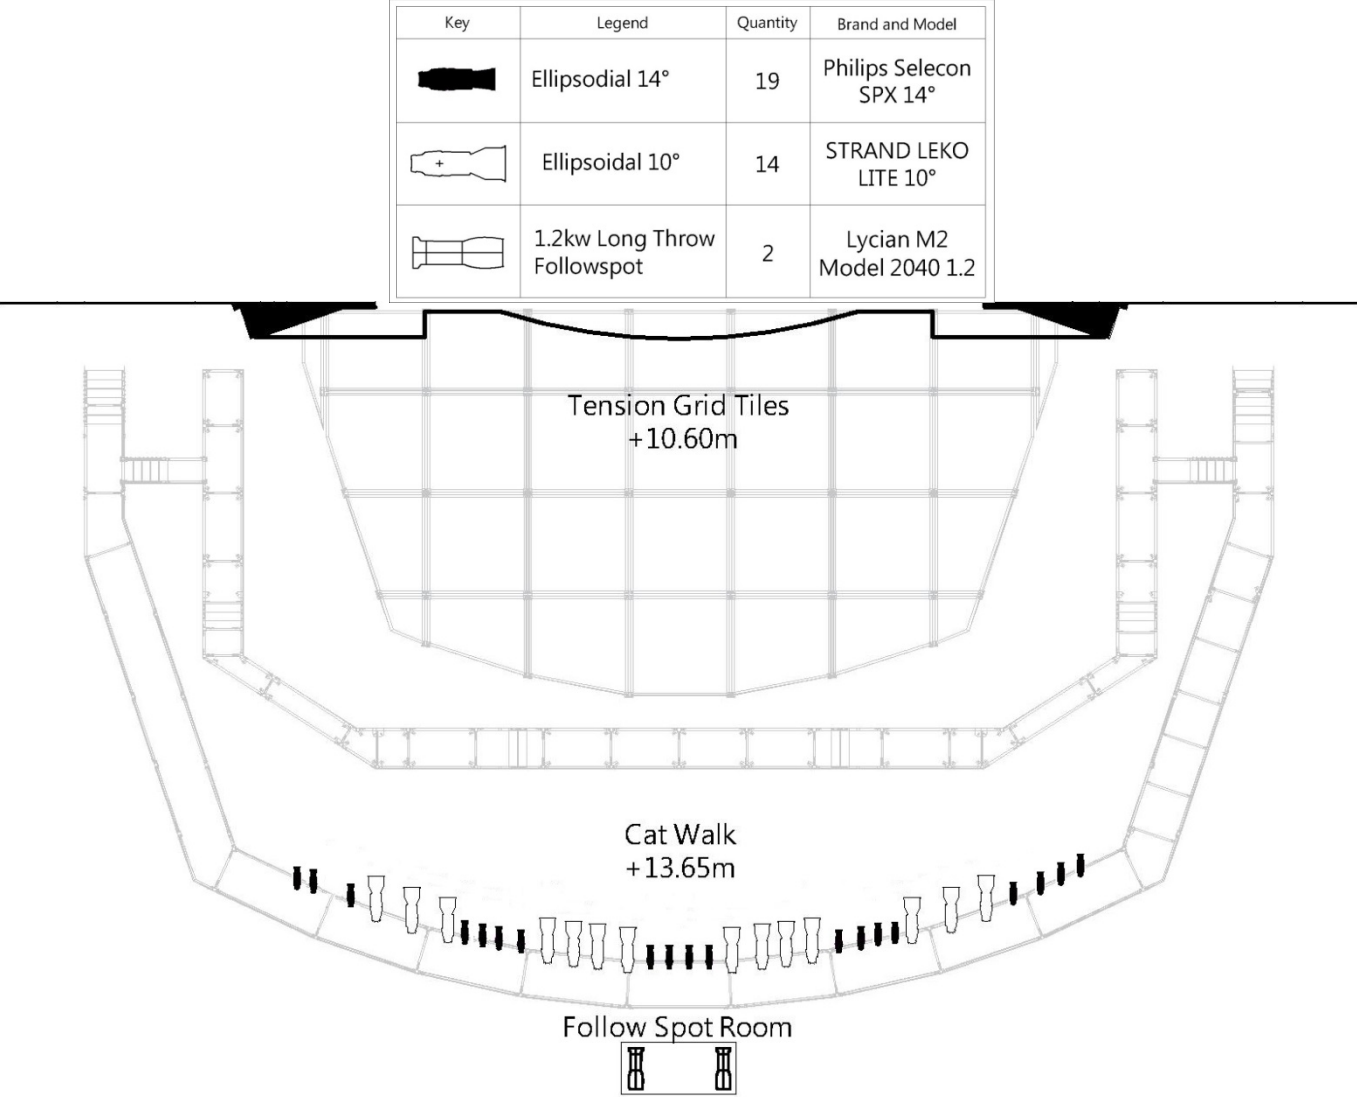 Key Legend Quantity Brand and Model
Ellipsodial 14° 19 Philips Selecon
SPX 14°
Ellipsoidal 10° 14 STRAND LEKO
LITE 10°
1.2kw Long Throw
Followspot
2
Lycian M2
Model 2040 1.2
Tension Grid Tiles
+10.60m
Cat Walk
+13.65m
Follow Spot Room